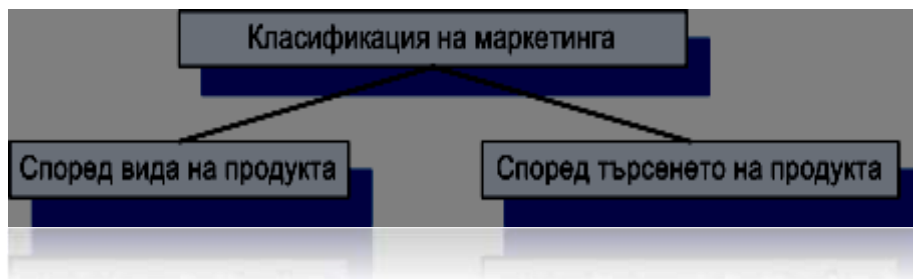 Класификация на маркетинга
Според вида на продукта
Според търсенето на продукта